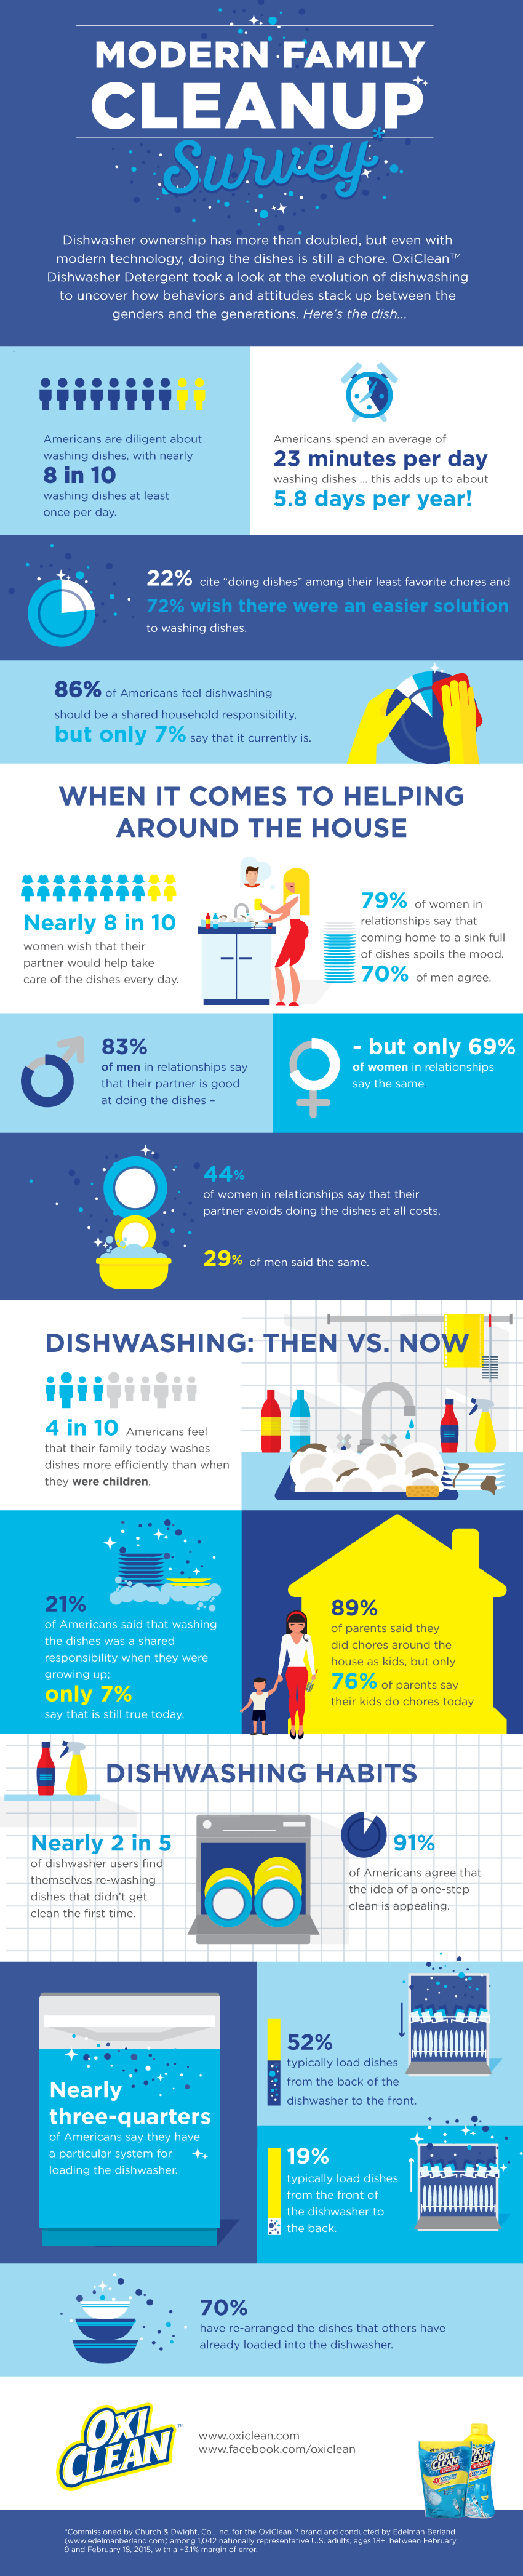 MODERN FAMILY
CLEANUP
Survey*
Dishwasher ownership has more than doubled, but even with
modern technology, doing the dishes is still a chore. OxiClean™
Dishwasher Detergent took a look at the evolution of dishwashing
to uncover how behaviors and attitudes stack up between the
genders and the generations. Here's the dish...
Americans are diligent about
washing dishes, with nearly
8 in 10
washing dishes at least
once per day.
Americans spend an average of
23 minutes per day
washing dishes ... this adds up to about
5.8 days per year!
22% cite "doing dishes" among their least favorite chores and
72% wish there were an easier solution
to washing dishes.
86% of Americans feel dishwashing
should be a shared household responsibility,
but only 7% say that it currently is.
WHEN IT COMES TO HELPING
AROUND THE HOUSE
Nearly 8 in 10
women wish that their
partner would help take
care of the dishes every day.
79% of women in
relationships say that
coming home to a sink full
of dishes spoils the mood.
70% of men agree.
83%
of men in relationships say
that their partner is good
at doing the dishes –
- but only 69%
of women in relationships
say the same
44%
of women in relationships say that their
partner avoids doing the dishes at all costs.
29% of men said the same.
DISHWASHING: THEN VS. NOW
4 in 10 Americans feel
that their family today washes
dishes more efficiently than when
they were children.
21%
of Americans said that washing
the dishes was a shared
responsibility when they were
growing up;
only 7%
say that is still true today.
89%
of parents said they
did chores around the
house as kids, but only
76% of parents say
their kids do chores today
DISHWASHING HABITS
Nearly 2 in 5
of dishwasher users find
themselves re-washing
dishes that didn't get
clean the first time.
91%
of Americans agree that
the idea of a one-step
clean is appealing.
Nearly
three-quarters
of Americans say they have
a particular system for
loading the dishwasher.
52%
typically load dishes
from the back of the
dishwasher to the front.
19%
typically load dishes
from the front of
the dishwasher to
the back.
70%
have re-arranged the dishes that others have
already loaded into the dishwasher.
OXI
CLEAN™
www.oxiclean.com
www.facebook.com/oxiclean
OXI
CLEAN
OXI
CLEAN
*Commissioned by Church & Dwight, Co., Inc. for the OxiClean™ brand and conducted by Edelman Berland
(www.edelmanberland.com) among 1,042 nationally representative U.S. adults, ages 18+, between February
9 and February 18, 2015, with a +3.1% margin of error.